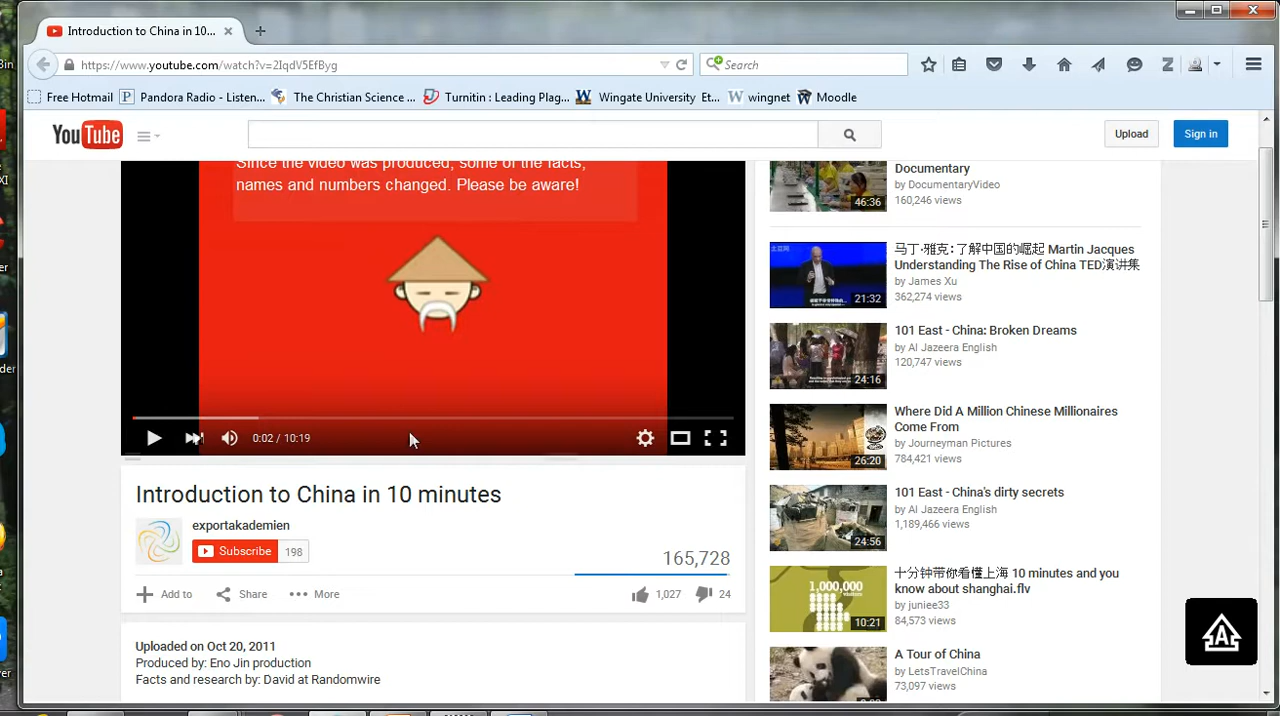 Introduction to China in 10...
https://www.youtube.com/watch?v=2IqdV5EfByg
Search
Free Hotmail
Pandora Radio - Listen...
The Christian Science ...
Turnitin : Leading Plag...
Wingate University Et...
wingnet
Moodle
YouTube
Upload
Sign in
Since the video was produced, some of the facts,
names and numbers changed. Please be aware!
0:02 / 10:19
Introduction to China in 10 minutes
exportakademien
Subscribe
198
165,728
Add to
Share
More
1,027
24
Uploaded on Oct 20, 2011
Produced by: Eno Jin production
Facts and research by: David at Randomwire
Documentary
by DocumentaryVideo
160,246 views
46:36
马丁·雅克：了解中国的崛起 Martin Jacques
Understanding The Rise of China TED演讲集
by James Xu
362,274 views
21:32
101 East - China: Broken Dreams
by Al Jazeera English
120,747 views
24:16
Where Did A Million Chinese Millionaires
Come From
by Journeyman Pictures
784,421 views
26:20
101 East - China's dirty secrets
by Al Jazeera English
1,189,466 views
24:56
十分钟带你看懂上海 10 minutes and you
know about shanghai.flv
by juniee33
84,573 views
1,000,000
10:21
A Tour of China
by LetsTravelChina
73,097 views